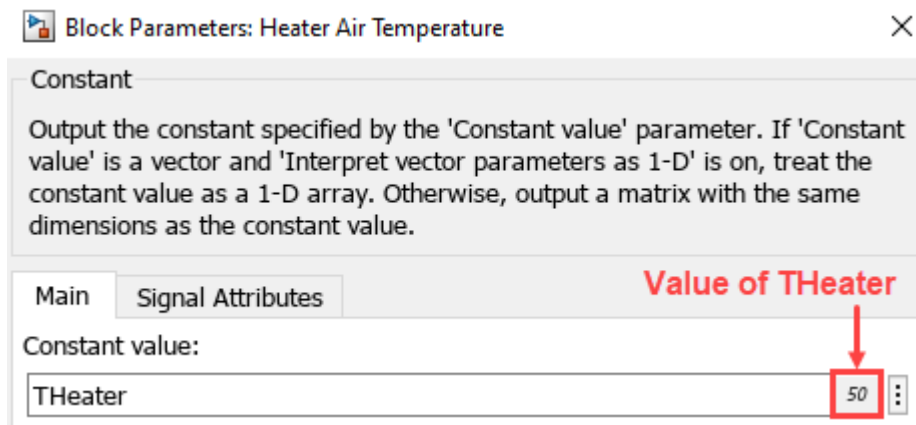 Block Parameters: Heater Air Temperature
Constant
Output the constant specified by the 'Constant value' parameter. If 'Constant
value' is a vector and 'Interpret vector parameters as 1-D' is on, treat the
constant value as a 1-D array. Otherwise, output a matrix with the same
dimensions as the constant value.
Main Signal Attributes Value of THeater
Constant value:
THeater 50